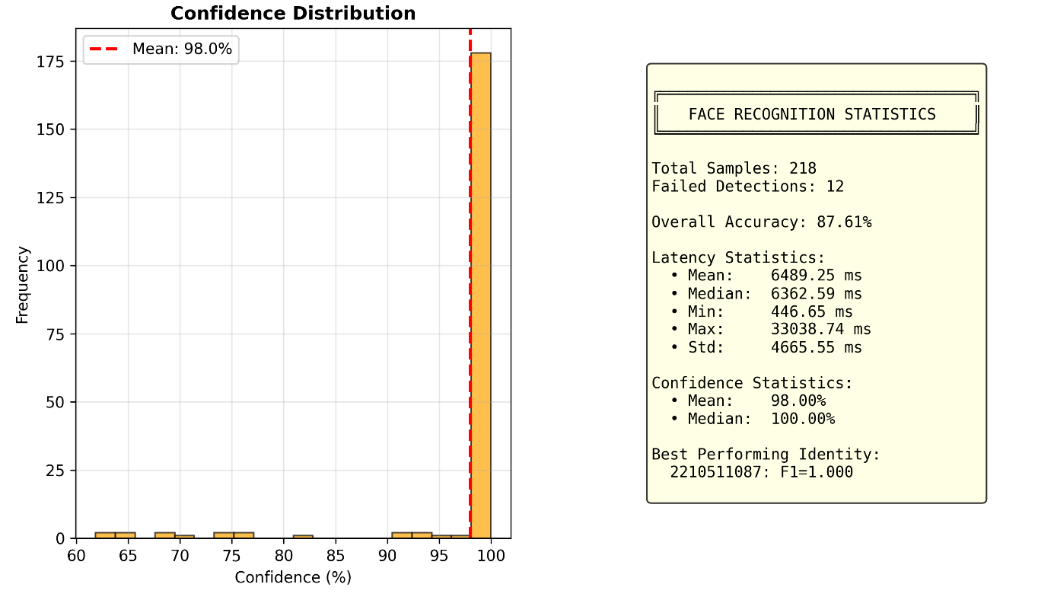 Confidence Distribution
Mean: 98.0%
175
150
125
100
75
50
25
0
Frequency
60 65 70 75 80 85 90 95 100
Confidence (%)
FACE RECOGNITION STATISTICS
Total Samples: 218
Failed Detections: 12
Overall Accuracy: 87.61%
Latency Statistics:
• Mean: 6489.25 ms
• Median: 6362.59 ms
• Min: 446.65 ms
• Max: 33038.74 ms
• Std: 4665.55 ms
Confidence Statistics:
• Mean: 98.00%
• Median: 100.00%
Best Performing Identity:
2210511087: F1=1.000